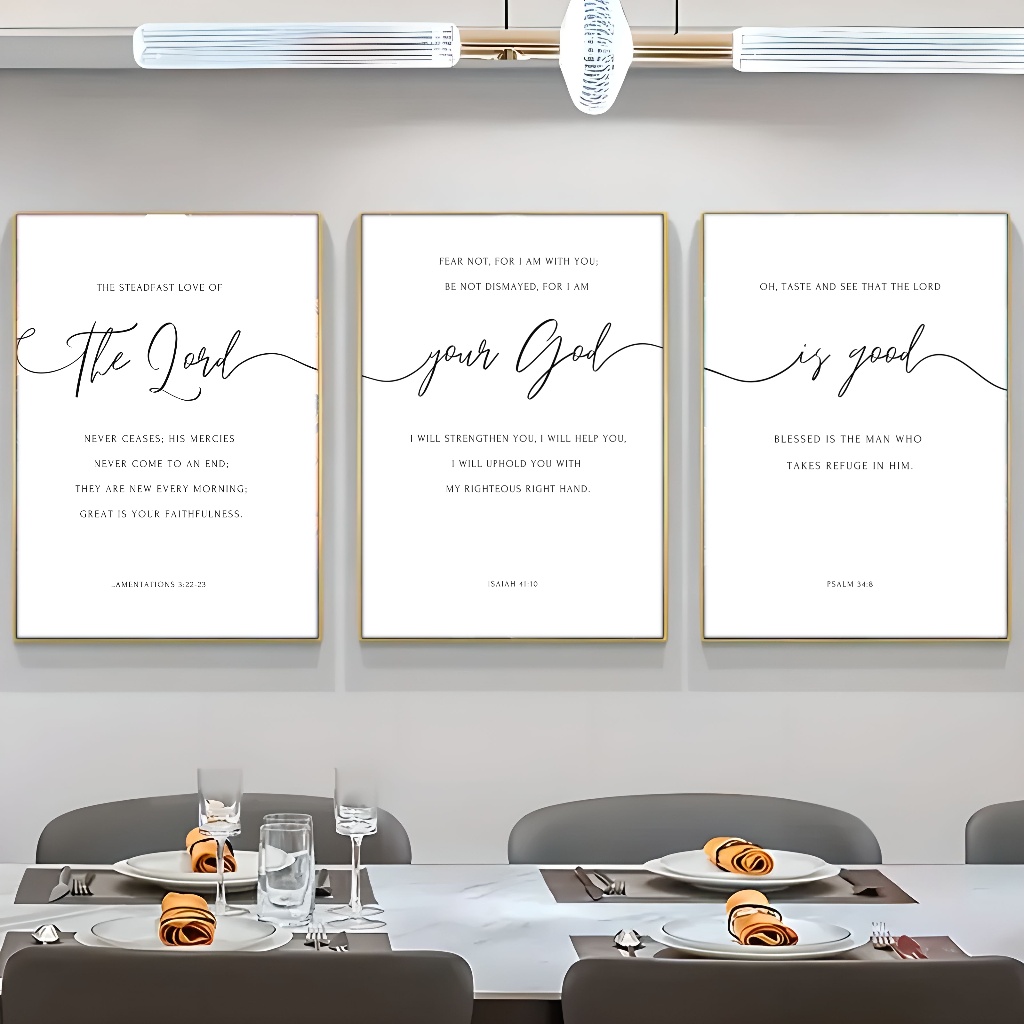 THE STEADFAST LOVE OF
The Lord
NEVER CEASES; HIS MERCIES
NEVER COME TO AN END;
THEY ARE NEW EVERY MORNING;
GREAT IS YOUR FAITHFULNESS.
LAMENTATIONS 3:22-23
FEAR NOT, FOR I AM WITH YOU;
BE NOT DISMAYED, FOR I AM
your God
I WILL STRENGTHEN YOU, I WILL HELP YOU,
I WILL UPHOLD YOU WITH
MY RIGHTEOUS RIGHT HAND.
ISAIAH 41:10
OH, TASTE AND SEE THAT THE LORD
is good
BLESSED IS THE MAN WHO
TAKES REFUGE IN HIM.
PSALM 34:8